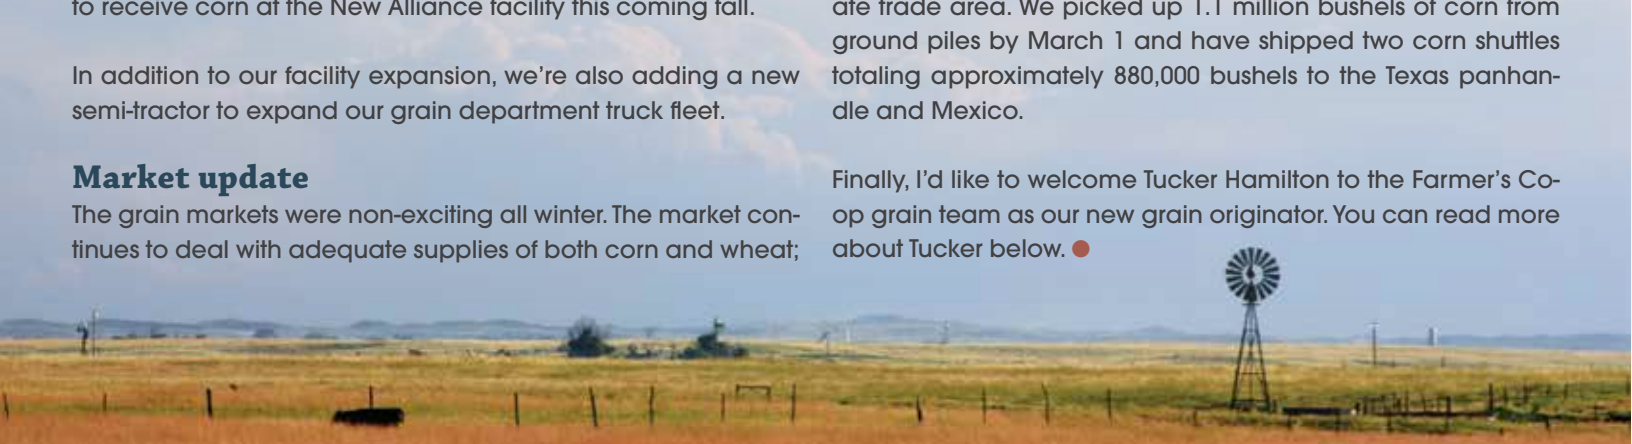 to receive corn at the New Alliance facility this coming fall.
In addition to our facility expansion, we're also adding a new
semi-tractor to expand our grain department truck fleet.
Market update
The grain markets were non-exciting all winter. The market con-
tinues to deal with adequate supplies of both corn and wheat;
ate trade area. We picked up 1.1 million bushels of corn from
ground piles by March 1 and have shipped two corn shuttles
totaling approximately 880,000 bushels to the Texas panhan-
dle and Mexico.
Finally, I'd like to welcome Tucker Hamilton to the Farmer's Co-
op grain team as our new grain originator. You can read more
about Tucker below.